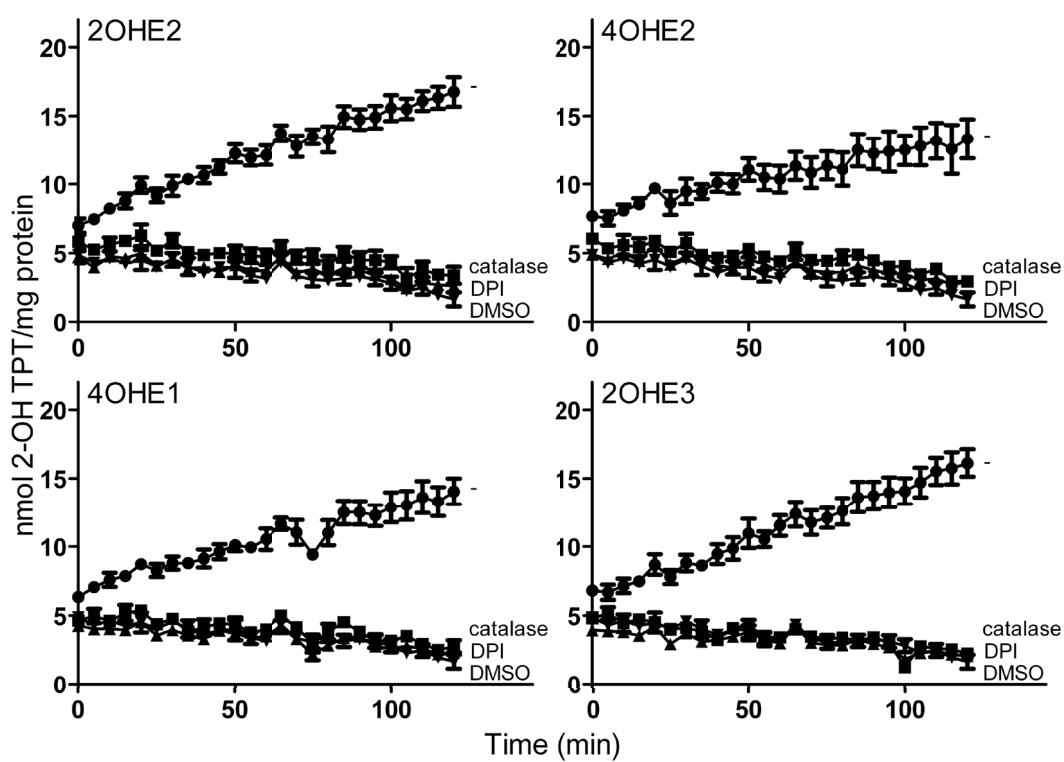 nmol 2-OH TPT/mg protein
2OHE2
20
15
10
5
0
-
catalase
DPI
DMSO
0 50 100
4OHE2
20
15
10
5
0
-
catalase
DPI
DMSO
0 50 100
4OHE1
20
15
10
5
0
-
catalase
DPI
DMSO
0 50 100
2OHE3
20
15
10
5
0
-
catalase
DPI
DMSO
0 50 100
Time (min)